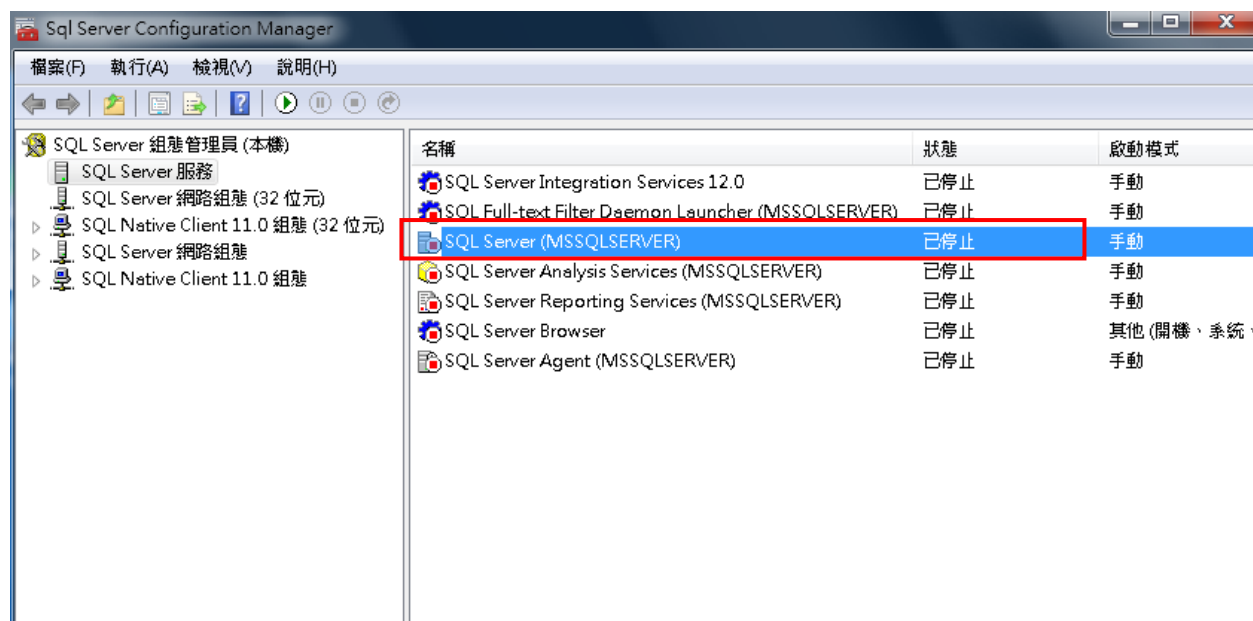 Sql Server Configuration Manager
檔案(F) 執行(A) 檢視(V) 說明(H)
SQL Server 組態管理員 (本機)
SQL Server 服務
SQL Server 網路組態 (32 位元)
SQL Native Client 11.0 組態 (32 位元)
SQL Server 網路組態
SQL Native Client 11.0 組態
名稱 狀態 啟動模式
SQL Server Integration Services 12.0 已停止 手動
SQL Full-text Filter Daemon Launcher (MSSQLSERVER) 已停止 手動
SQL Server (MSSQLSERVER) 已停止 手動
SQL Server Analysis Services (MSSQLSERVER) 已停止 手動
SQL Server Reporting Services (MSSQLSERVER) 已停止 手動
SQL Server Browser 已停止 其他 (開機、系統、
SQL Server Agent (MSSQLSERVER) 已停止 手動